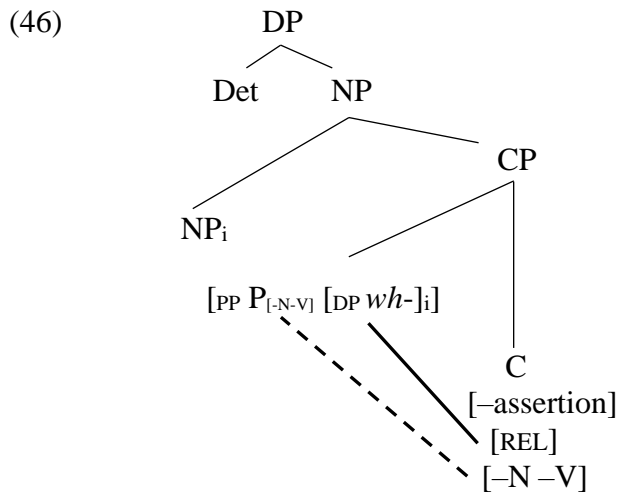 (46) DP
Det NP
CP
NPi
[PP P[-N-V] [DP wh-]i]
C
[–assertion]
[REL]
[–N –V]